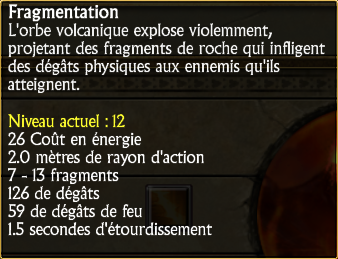 Fragmentation
L'orbe volcanique explose violemment,
projetant des fragments de roche qui infligent
des dégâts physiques aux ennemis qu'ils
atteignent.
Niveau actuel : 12
26 Coût en énergie
2.0 mètres de rayon d'action
7 - 13 fragments
126 de dégâts
59 de dégâts de feu
1.5 secondes d'étourdissement